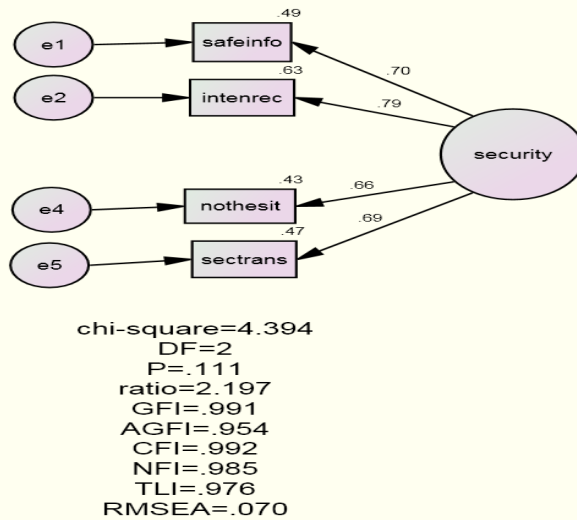 .49
e1 safeinfo
.70
.63
e2 intenrec
.79
security
.43
.66
e4 nothesit
.69
.47
e5 sectrans
chi-square=4.394
DF=2
P=.111
ratio=2.197
GFI=.991
AGFI=.954
CFI=.992
NFI=.985
TLI=.976
RMSEA=.070